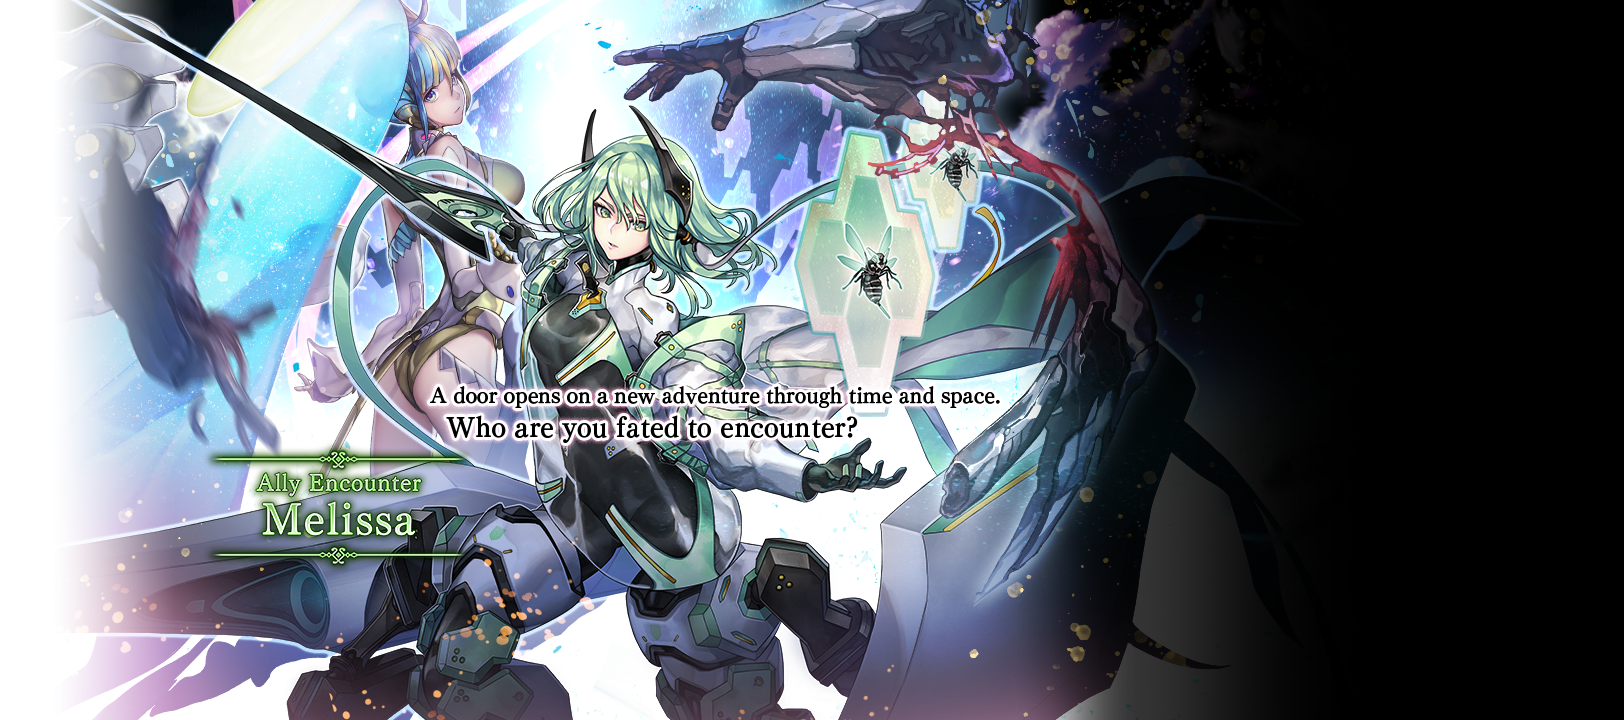 A door opens on a new adventure through time and space.
Who are you fated to encounter?
Ally Encounter
Melissa